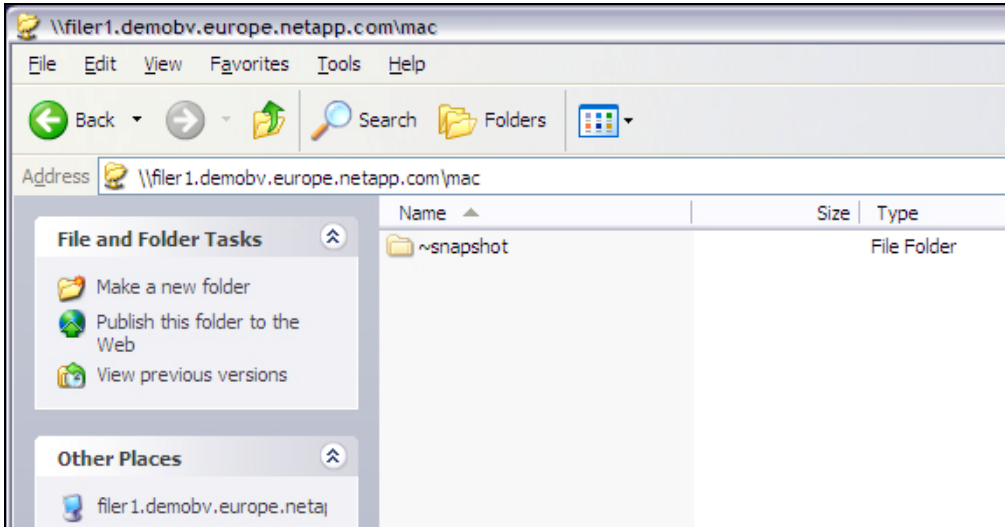 \\filer1.demobv.europe.netapp.com\mac
File Edit View Favorites Tools Help
Back Search Folders
Address \\filer1.demobv.europe.netapp.com\mac
Name Size Type
File and Folder Tasks
~snapshot File Folder
Make a new folder
Publish this folder to the
Web
View previous versions
Other Places
filer1.demobv.europe.neta